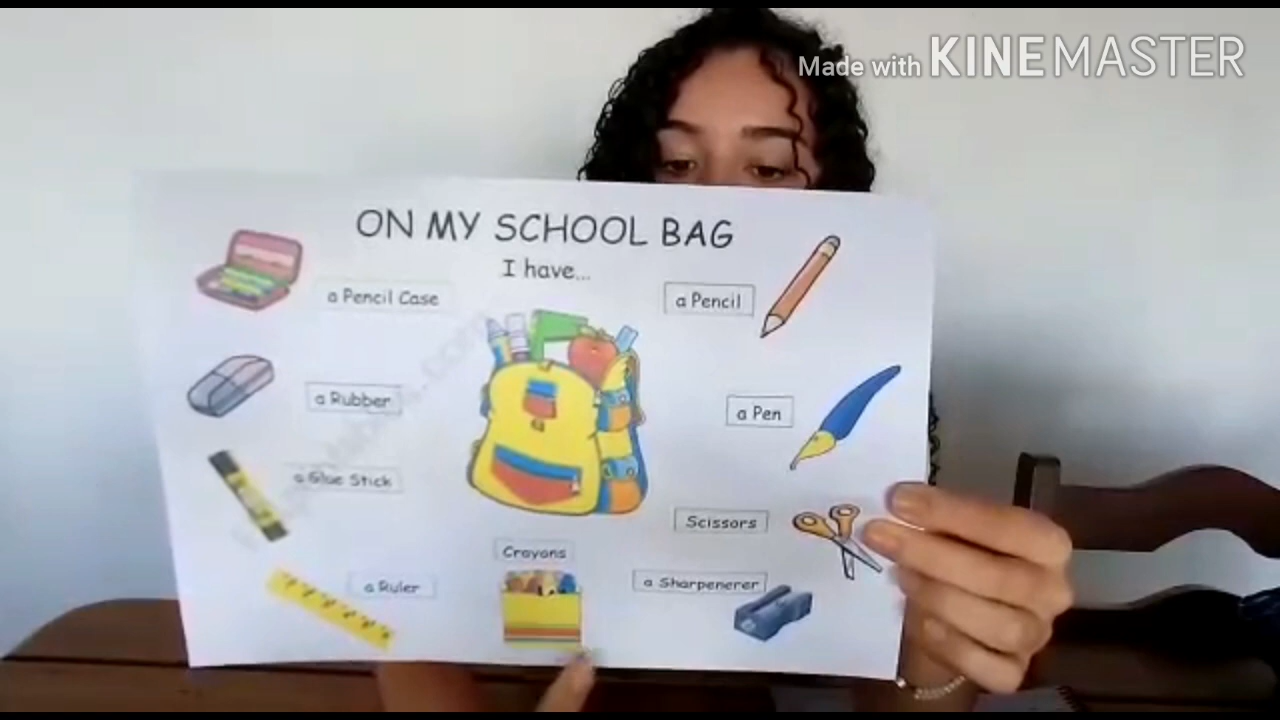 Made with KINEMASTER
ON MY SCHOOL BAG
I have...
a Pencil Case
a Pencil
a Rubber
a Pen
a Glue Stick
Scissors
Crayons
a Ruler
a Sharpenerer